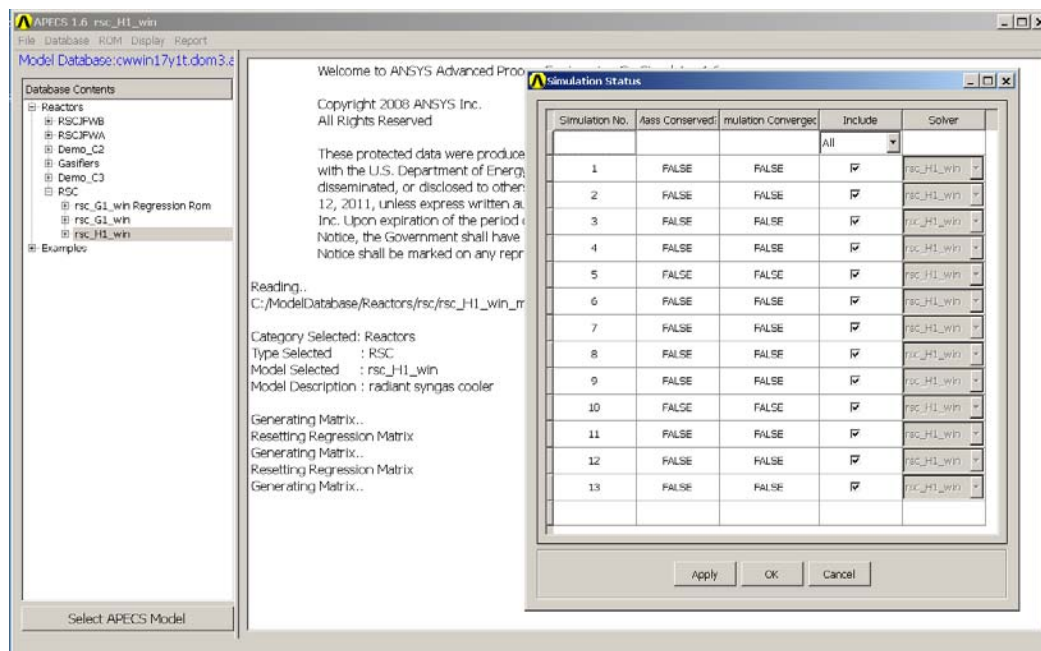 APECS 1.6 rsc_H1_win
File Database ROM Display Report
Model Database:cwwin17y1t.dom3.a
Database Contents
Reactors
RSCJFWB
RSCJFWA
Demo_C2
Gasifiers
Demo_C3
RSC
rsc_G1_win Regression Rom
rsc_G1_win
rsc_H1_win
Examples
Select APECS Model
Welcome to ANSYS Advanced
Copyright 2008 ANSYS Inc.
All Rights Reserved
These protected data were produce
with the U.S. Department of Energy
disseminated, or disclosed to other
12, 2011, unless express written au
Inc. Upon expiration of the period
Notice, the Government shall have
Notice shall be marked on any repr
Reading..
C:/ModelDatabase/Reactors/rsc/rsc_H1_win_m
Category Selected: Reactors
Type Selected : RSC
Model Selected : rsc_H1_win
Model Description : radiant syngas cooler
Generating Matrix..
Resetting Regression Matrix
Generating Matrix..
Resetting Regression Matrix
Generating Matrix..
Simulation Status
Simulation No. Mass Conserved? mulation Converged Include Solver
All
1 FALSE FALSE rsc_H1_win
2 FALSE FALSE rsc_H1_win
3 FALSE FALSE rsc_H1_win
4 FALSE FALSE rsc_H1_win
5 FALSE FALSE rsc_H1_win
6 FALSE FALSE rsc_H1_win
7 FALSE FALSE rsc_H1_win
8 FALSE FALSE rsc_H1_win
9 FALSE FALSE rsc_H1_win
10 FALSE FALSE rsc_H1_win
11 FALSE FALSE rsc_H1_win
12 FALSE FALSE rsc_H1_win
13 FALSE FALSE rsc_H1_win
Apply OK Cancel